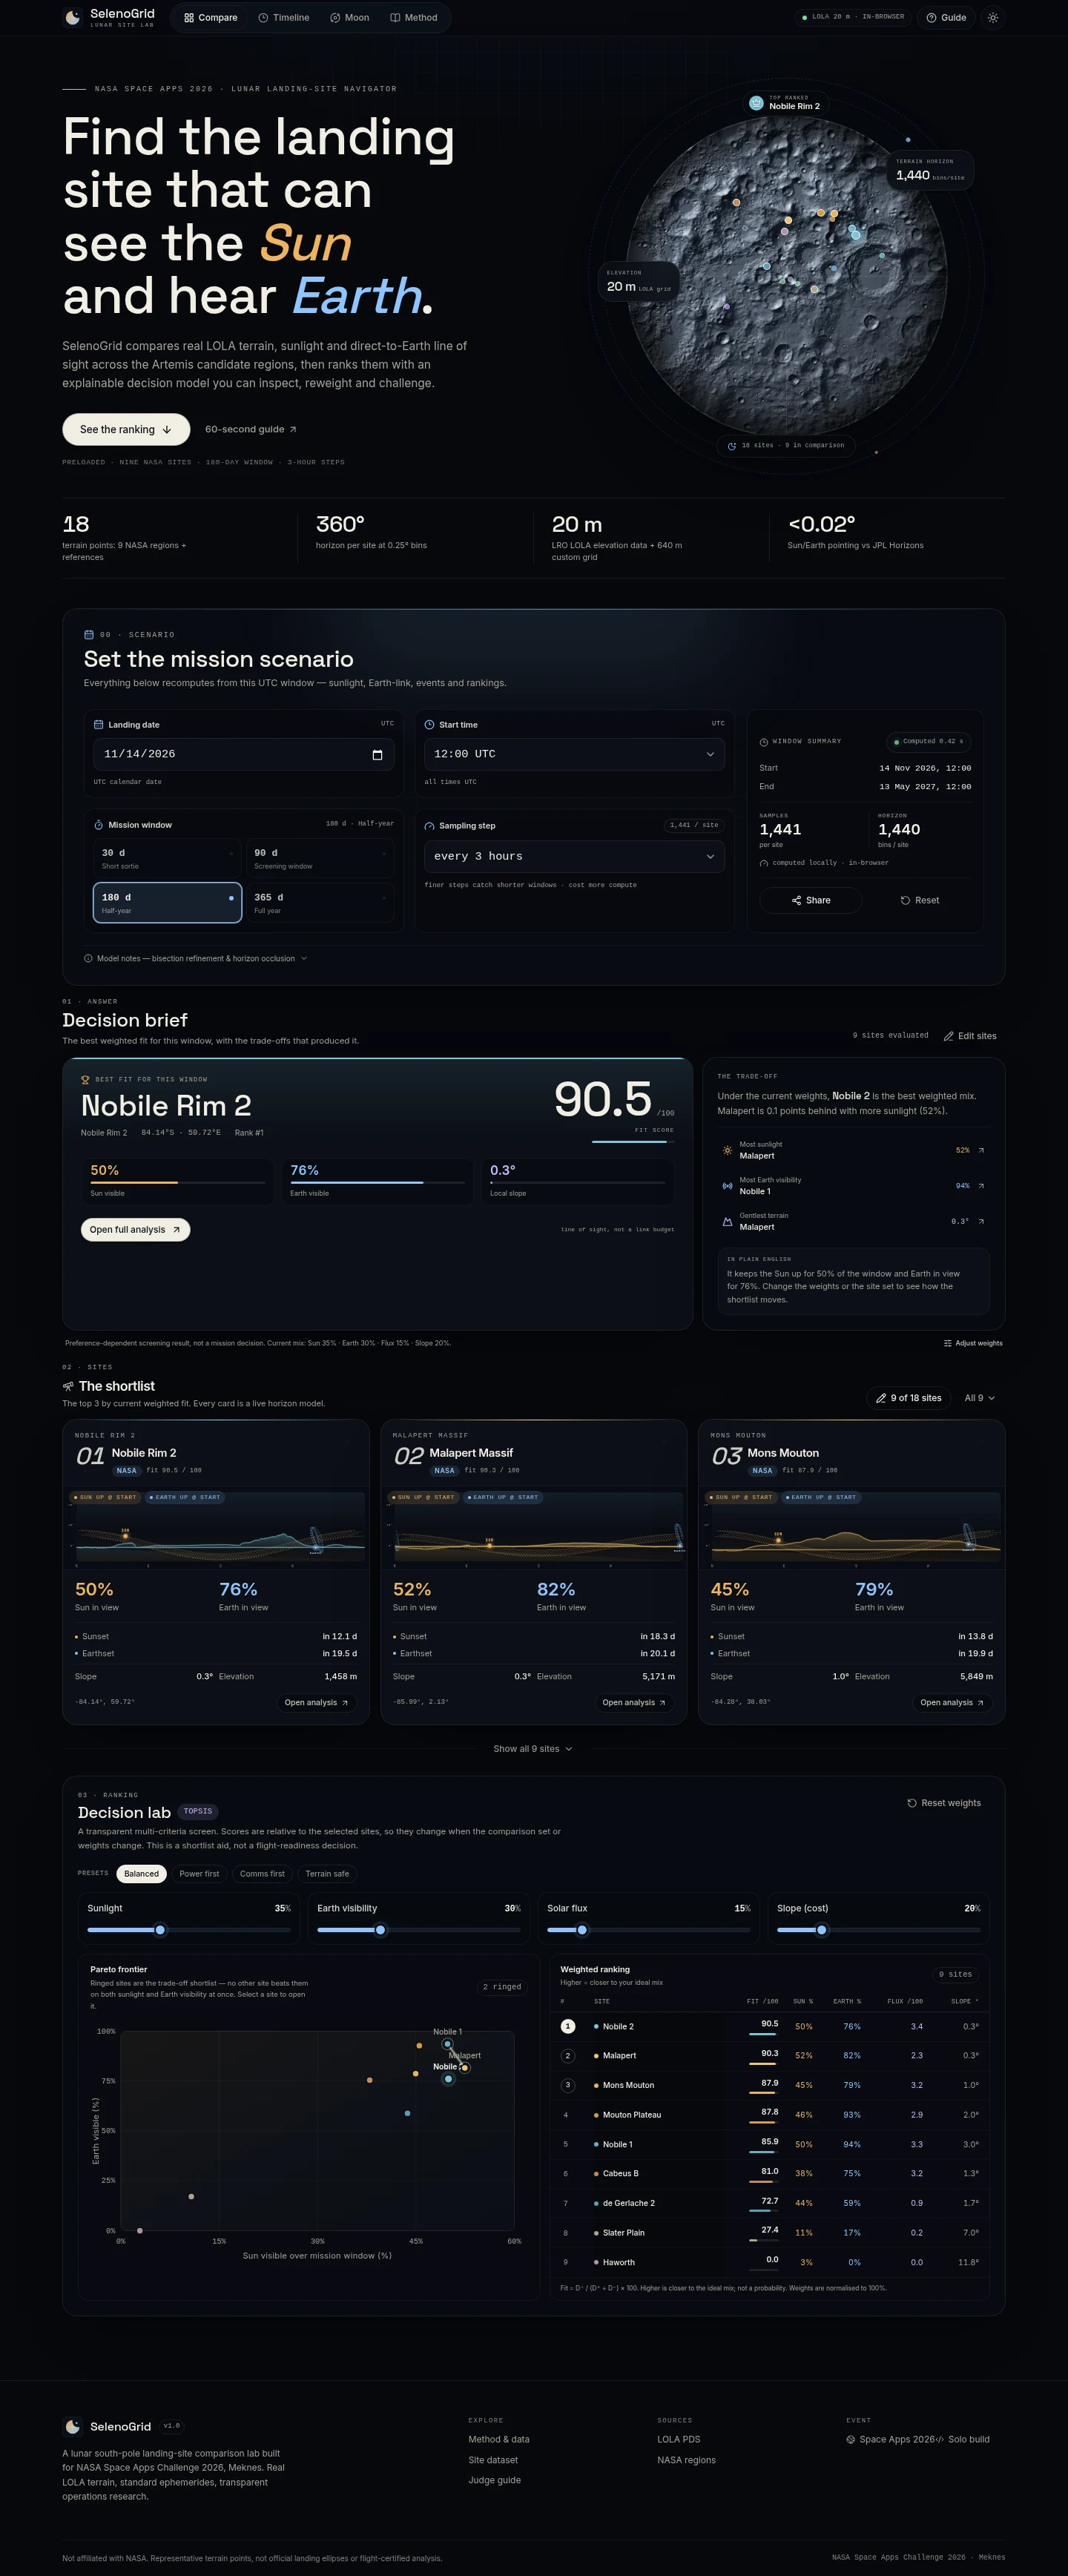 SelenoGrid
LUNAR SITE LAB
Compare
Timeline
Moon
Method
LOLA 20 m · IN-BROWSER
Guide
NASA SPACE APPS 2026 · LUNAR LANDING-SITE NAVIGATOR
Find the landing
site that can
see the Sun
and hear Earth.
SelenoGrid compares real LOLA terrain, sunlight and direct-to-Earth line of
sight across the Artemis candidate regions, then ranks them with an
explainable decision model you can inspect, reweight and challenge.
See the ranking
60-second guide
PRELOADED · NINE NASA SITES · 180-DAY WINDOW · 3-HOUR STEPS
TOP RANKED
Nobile Rim 2
TERRAIN HORIZON
1,440 bins/site
ELEVATION
20 m LOLA grid
18 sites · 9 in comparison
18
terrain points: 9 NASA regions +
references
360°
horizon per site at 0.25° bins
20 m
LRO LOLA elevation data + 640 m
custom grid
<0.02°
Sun/Earth pointing vs JPL Horizons
00 · SCENARIO
Set the mission scenario
Everything below recomputes from this UTC window — sunlight, Earth-link, events and rankings.
Landing date
UTC
11/14/2026
UTC calendar date
Start time
UTC
12:00 UTC
all times UTC
Mission window
180 d · Half-year
30 d
Short sortie
90 d
Screening window
180 d
Half-year
365 d
Full year
Sampling step
1,441 / site
every 3 hours
finer steps catch shorter windows · cost more compute
WINDOW SUMMARY
Computed 0.42 s
Start
14 Nov 2026, 12:00
End
13 May 2027, 12:00
SAMPLES
1,441
per site
HORIZON
1,440
bins / site
computed locally · in-browser
Share
Reset
Model notes — bisection refinement & horizon occlusion
01 · ANSWER
Decision brief
The best weighted fit for this window, with the tradeoffs that produced it.
9 sites evaluated
Edit sites
BEST FIT FOR THIS WINDOW
Nobile Rim 2
Nobile Rim 2
84.14°S · 59.72°E
Rank #1
90.5 /100
FIT SCORE
50%
Sun visible
76%
Earth visible
0.3°
Local slope
Open full analysis
line of sight, not a link budget
THE TRADE-OFF
Under the current weights, Nobile 2 is the best weighted mix.
Malapert is 0.1 points behind with more sunlight (52%).
Most sunlight
Malapert
52%
Most Earth visibility
Nobile 1
94%
Gentlest terrain
Malapert
0.3°
IN PLAIN ENGLISH
It keeps the Sun up for 50% of the window and Earth in view
for 76%. Change the weights or the site set to see how the
shortlist moves.
Preference-dependent screening result, not a mission decision. Current mix: Sun 35% · Earth 30% · Flux 15% · Slope 20%.
Adjust weights
02 · SITES
The shortlist
The top 3 by current weighted fit. Every card is a live horizon model.
9 of 18 sites
All 9
NOBILE RIM 2
01 Nobile Rim 2
NASA fit 90.5 / 100
SUN UP @ START
EARTH UP @ START
SUN
50%
Sun in view
76%
Earth in view
Sunset
in 12.1 d
Earthset
in 19.5 d
Slope
0.3°
Elevation
1,458 m
-84.14°, 59.72°
Open analysis
MALAPERT MASSIF
02 Malapert Massif
NASA fit 90.3 / 100
SUN UP @ START
EARTH UP @ START
SUN
52%
Sun in view
82%
Earth in view
Sunset
in 18.3 d
Earthset
in 20.1 d
Slope
0.3°
Elevation
5,171 m
-85.99°, 2.13°
Open analysis
MONS MOUTON
03 Mons Mouton
NASA fit 87.9 / 100
SUN UP @ START
EARTH UP @ START
SUN
45%
Sun in view
79%
Earth in view
Sunset
in 13.8 d
Earthset
in 19.9 d
Slope
1.0°
Elevation
5,849 m
-84.28°, 38.03°
Open analysis
Show all 9 sites
03 · RANKING
Decision lab TOPSIS
Reset weights
A transparent multi-criteria screen. Scores are relative to the selected sites, so they change when the comparison set or
weights change. This is a shortlist aid, not a flight-readiness decision.
PRESETS
Balanced
Power first
Comms first
Terrain safe
Sunlight 35%
Earth visibility 30%
Solar flux 15%
Slope (cost) 20%
Pareto frontier
Ringed sites are the trade-off shortlist — no other site beats them
on both sunlight and Earth visibility at once. Select a site to open
it.
2 ringed
100%
75%
50%
25%
0%
Earth visible (%)
Nobile 1
Malapert
Nobile
0%
15%
30%
45%
60%
Sun visible over mission window (%)
Weighted ranking
Higher = closer to your ideal mix
9 sites
# SITE FIT /100 SUN % EARTH % FLUX /100 SLOPE °
1 Nobile 2 90.5 50% 76% 3.4 0.3°
2 Malapert 90.3 52% 82% 2.3 0.3°
3 Mons Mouton 87.9 45% 79% 3.2 1.0°
4 Mouton Plateau 87.8 46% 93% 2.9 2.0°
5 Nobile 1 85.9 50% 94% 3.3 3.0°
6 Cabeus B 81.0 38% 75% 3.2 1.3°
7 de Gerlache 2 72.7 44% 59% 0.9 1.7°
8 Slater Plain 27.4 11% 17% 0.2 7.0°
9 Haworth 0.0 3% 0% 0.0 11.8°
Fit = D⁻ / (D⁺ + D⁻) × 100. Higher is closer to the ideal mix; not a probability. Weights are normalised to 100%.
SelenoGrid v1.0
A lunar south-pole landing-site comparison lab built
for NASA Space Apps Challenge 2026, Meknes. Real
LOLA terrain, standard ephemerides, transparent
operations research.
EXPLORE
Method & data
Site dataset
Judge guide
SOURCES
LOLA PDS
NASA regions
EVENT
Space Apps 2026
Solo build
Not affiliated with NASA. Representative terrain points, not official landing ellipses or flight-certified analysis.
NASA Space Apps Challenge 2026 · Meknes